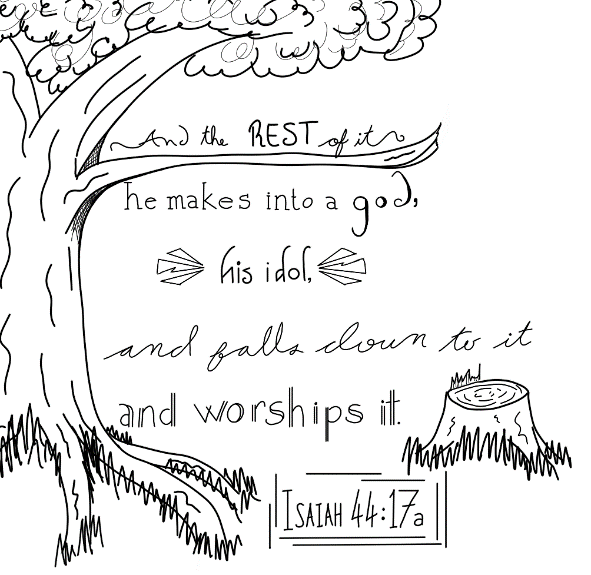 And the REST of it
he makes into a god,
his idol,
and falls down to it
and worships it.
Isaiah 44:17a